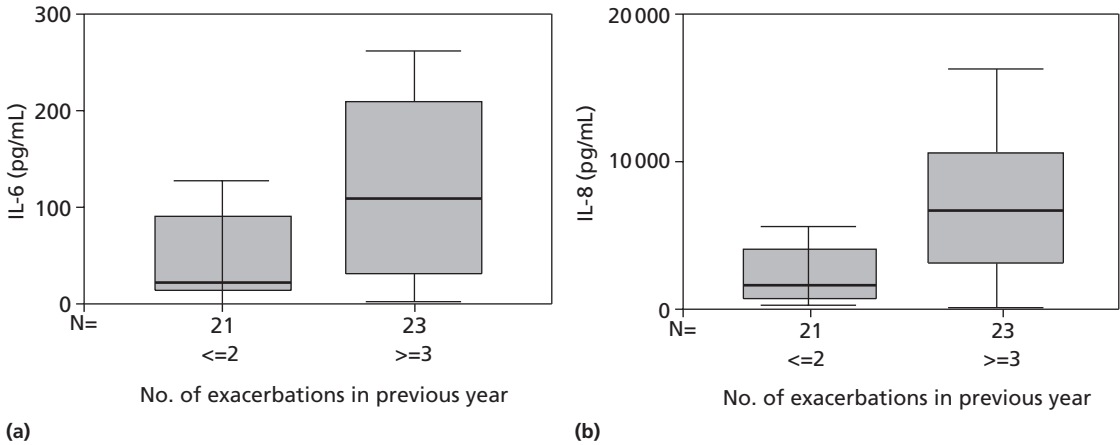 300
200
100
0
IL-6 (pg/mL)
N= 21 23
<=2 >=3
No. of exacerbations in previous year
(a)
20 000
10 000
0
IL-8 (pg/mL)
N= 21 23
<=2 >=3
No. of exacerbations in previous year
(b)